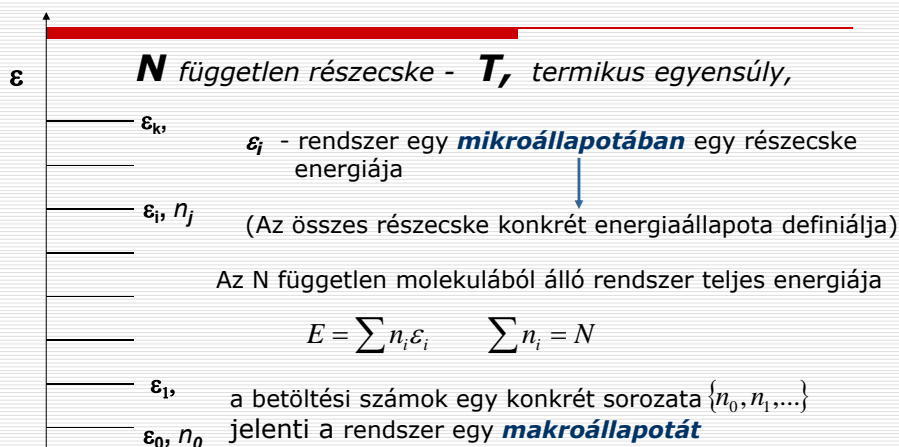 ε
N független részecske - T, termikus egyensúly,
εk,
εi - rendszer egy mikroállapotában egy részecske
energiája
εi, nj
(Az összes részecske konkrét energiaállapota definiálja)
Az N független molekulából álló rendszer teljes energiája
E = ∑ nᵢεᵢ ∑ nᵢ = N
ε1,
a betöltési számok egy konkrét sorozata {n₀, n₁,...}
ε0, n0
jelenti a rendszer egy makroállapotát